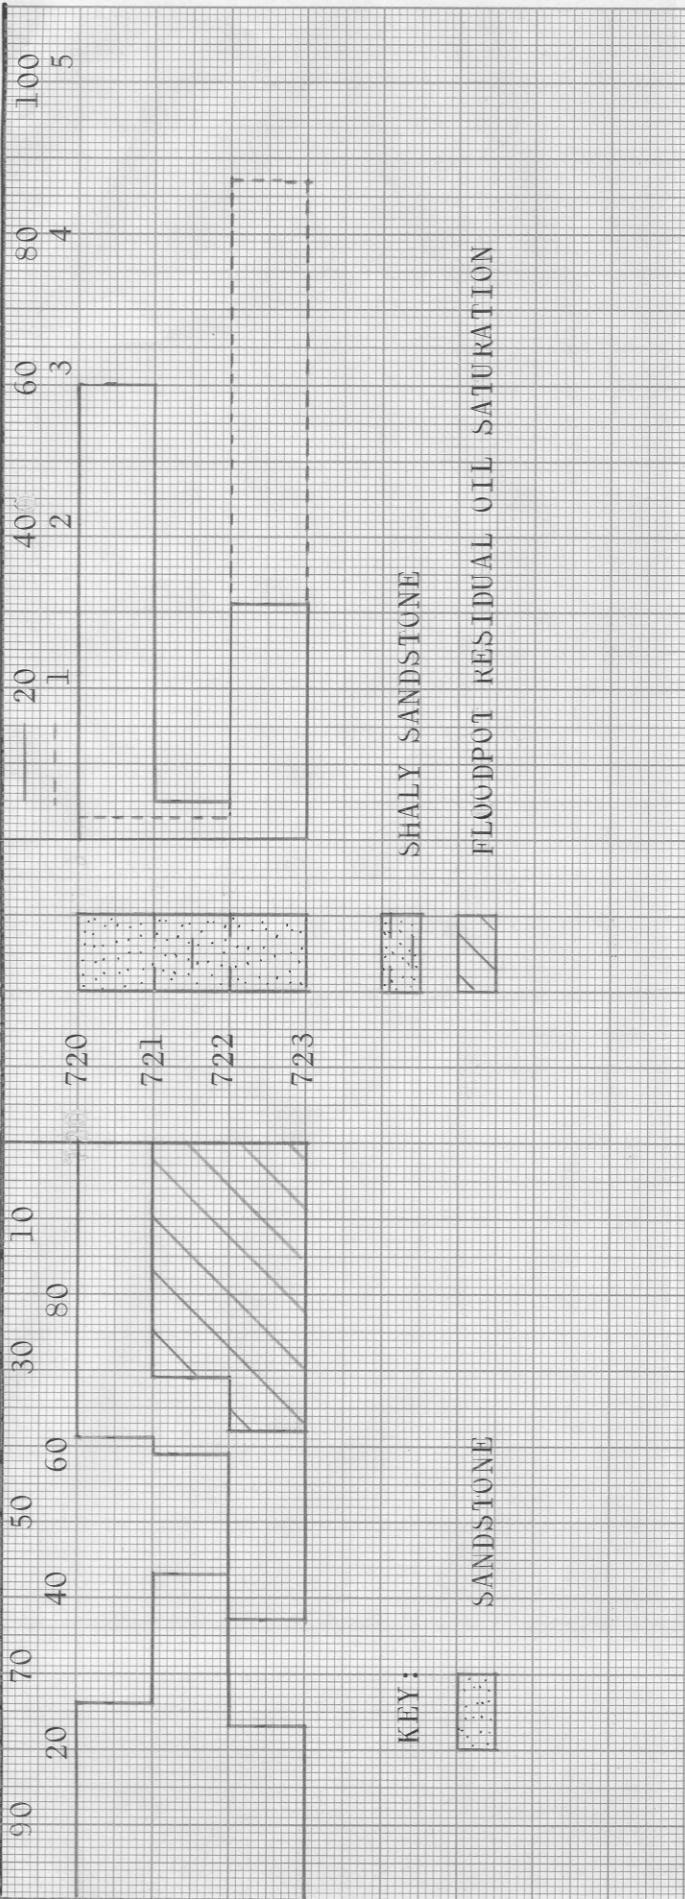 90 70 50 30 10 20 40 60 80 100
20 40 60 80 1 2 3 4 5
720
721
722
723
KEY:
SHALY SANDSTONE
SANDSTONE
FLOODPOT RESIDUAL OIL SATURATION